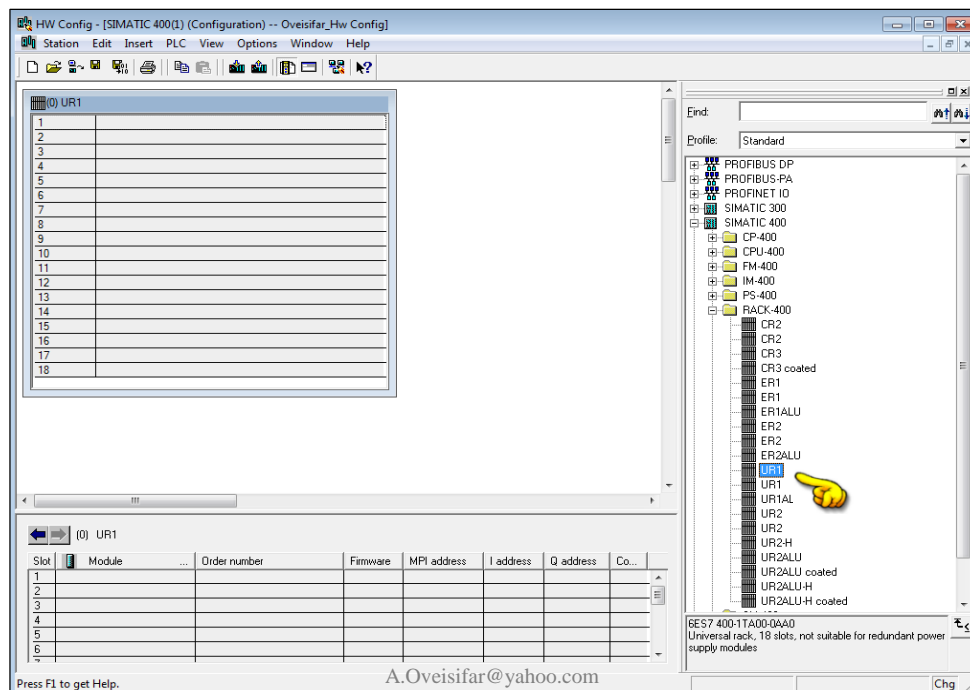 HW Config - [SIMATIC 400(1) (Configuration) -- Oveisifar_Hw Config]
Station Edit Insert PLC View Options Window Help
(0) UR1
1
2
3
4
5
6
7
8
9
10
11
12
13
14
15
16
17
18
Find:
Profile: Standard
PROFIBUS DP
PROFIBUS-PA
PROFINET IO
SIMATIC 300
SIMATIC 400
CP-400
CPU-400
FM-400
IM-400
PS-400
RACK-400
CR2
CR2
CR3
CR3 coated
ER1
ER1
ER1ALU
ER2
ER2
ER2ALU
UR1
UR1
UR1AL
UR2
UR2
UR2-H
UR2ALU
UR2ALU coated
UR2ALU-H
UR2ALU-H coated
6ES7 400-1TA00-0AA0
Universal rack, 18 slots, not suitable for redundant power
supply modules
(0) UR1
Slot Module ... Order number Firmware MPI address I address Q address Co...
1
2
3
4
5
6
A.Oveisifar@yahoo.com
Press F1 to get Help.
Chg